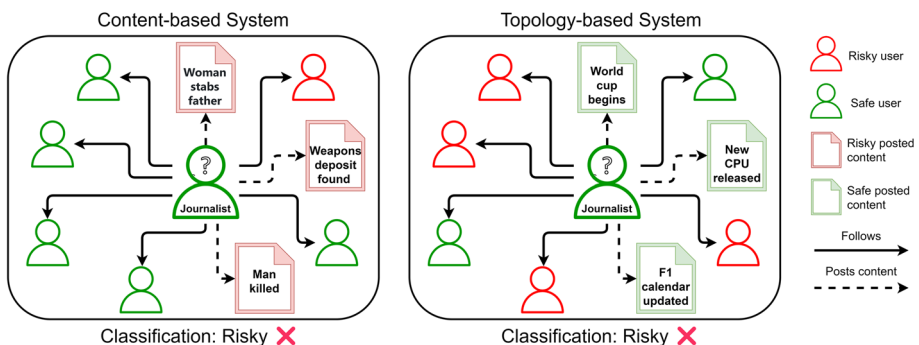 Content-based System
Woman
stabs
father
Weapons
deposit
found
?
Journalist
Man
killed
Classification: Risky
Topology-based System
World
cup
begins
New
CPU
released
?
Journalist
F1
calendar
updated
Classification: Risky
Risky user
Safe user
Risky posted
content
Safe posted
content
Follows
Posts content